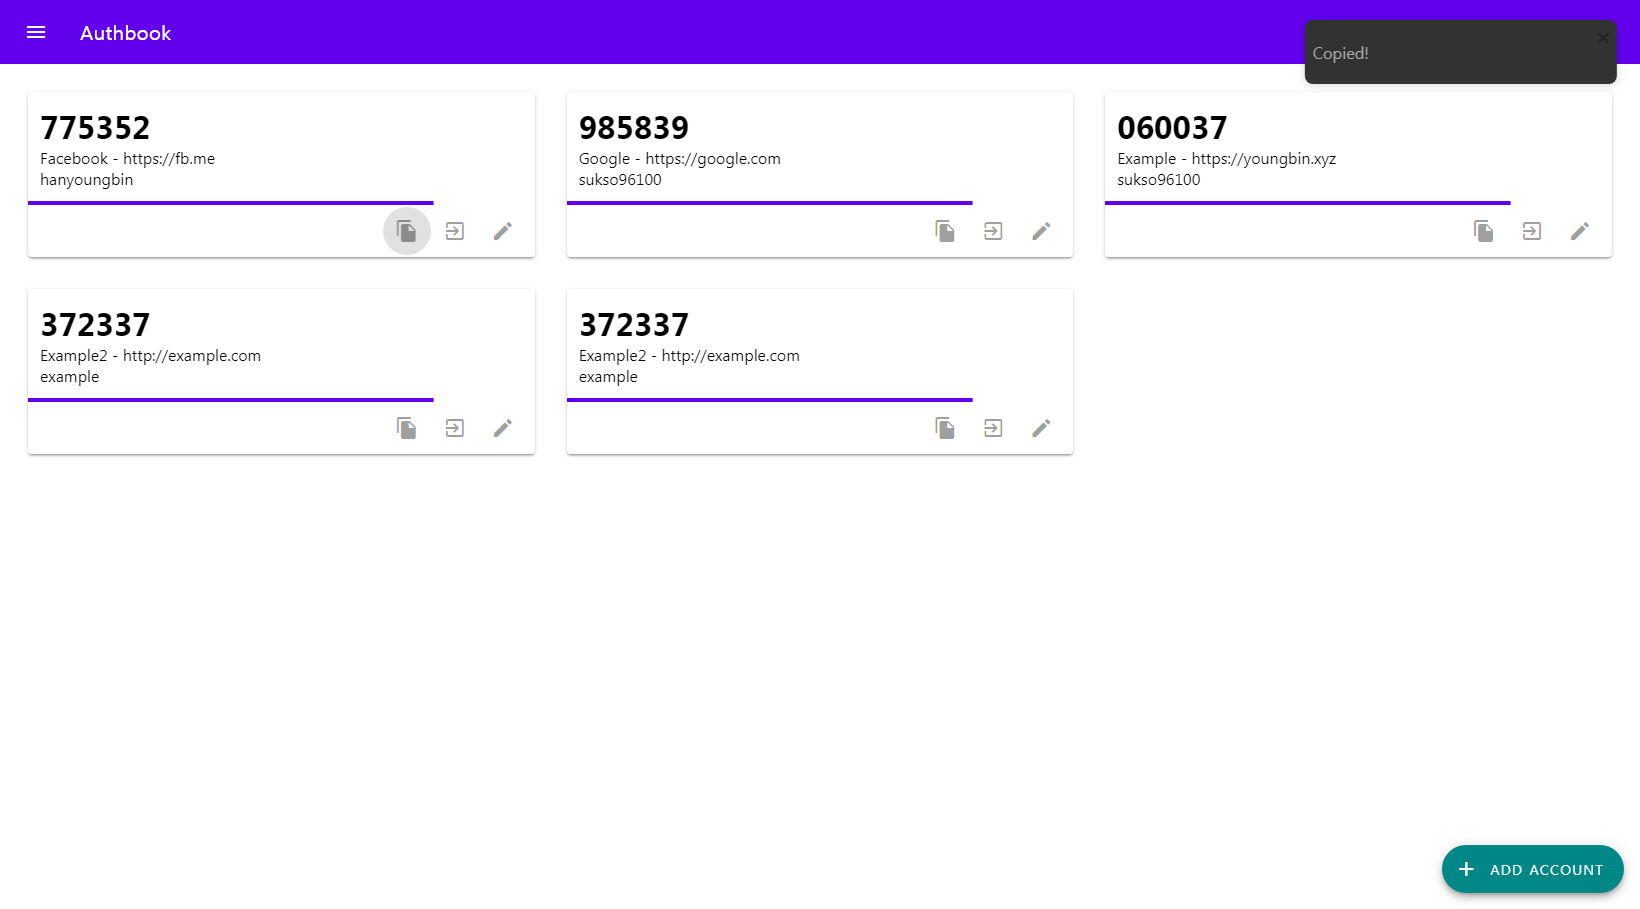 Authbook
Copied!
775352
Facebook - https://fb.me
hanyoungbin
985839
Google - https://google.com
sukso96100
060037
Example - https://youngbin.xyz
sukso96100
372337
Example2 - http://example.com
example
372337
Example2 - http://example.com
example
ADD ACCOUNT